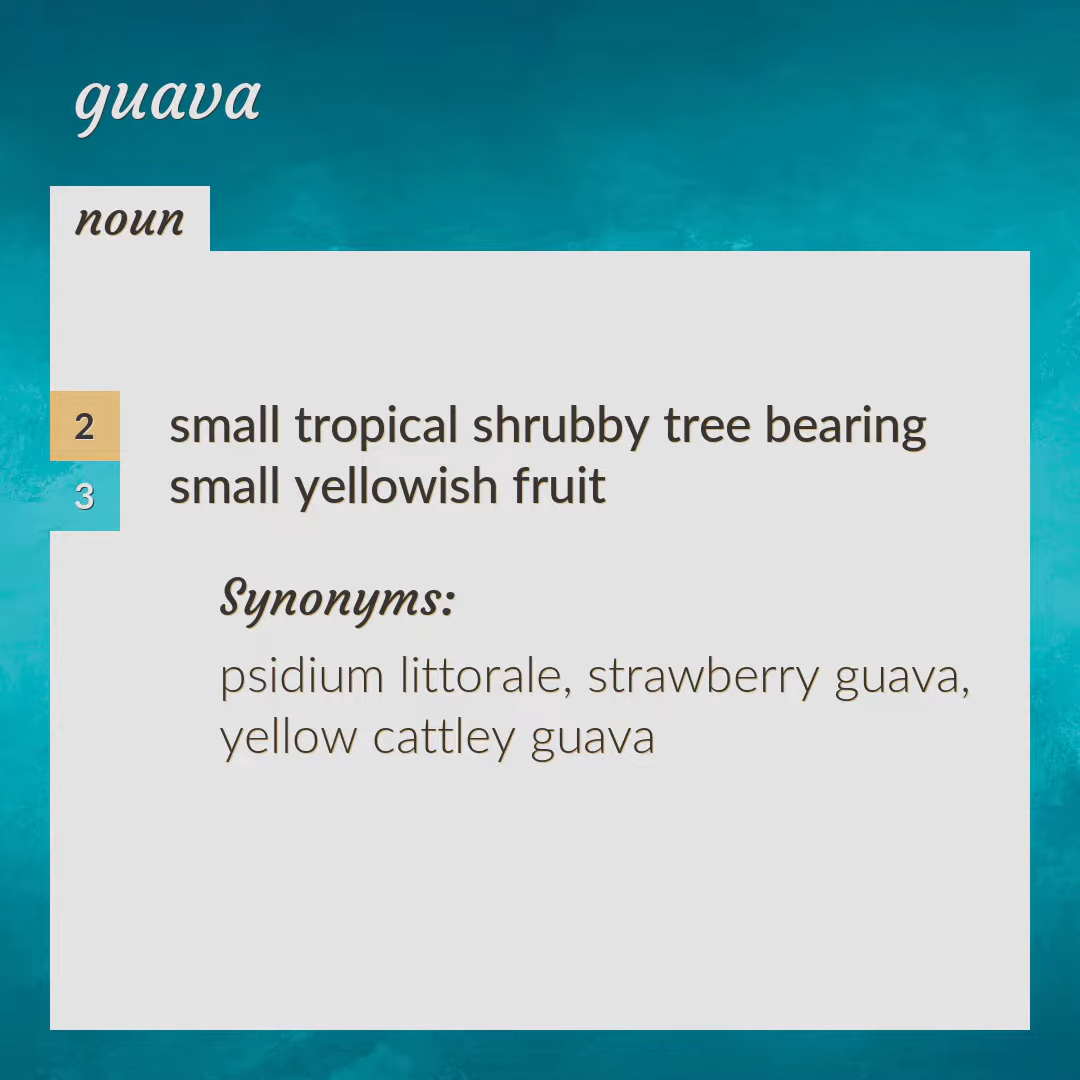 guava
noun
2
small tropical shrubby tree bearing
small yellowish fruit
3
Synonyms:
psidium littorale, strawberry guava,
yellow cattley guava